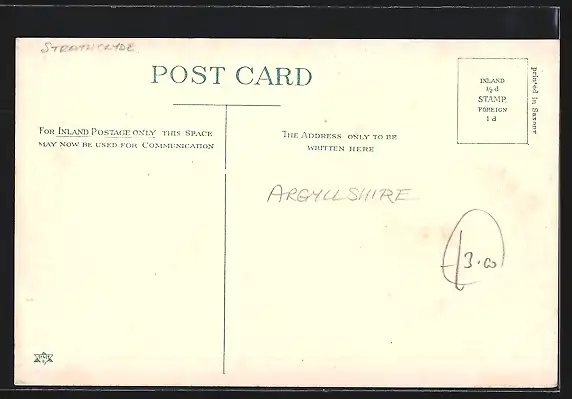 STRATHCLYDE
POST CARD
FOR INLAND POSTAGE ONLY THIS SPACE
MAY NOW BE USED FOR COMMUNICATION
THE ADDRESS ONLY TO BE
WRITTEN HERE
INLAND
½ d
STAMP.
FOREIGN
1 d
printed in Saxony
ARGYLLSHIRE
£3.00